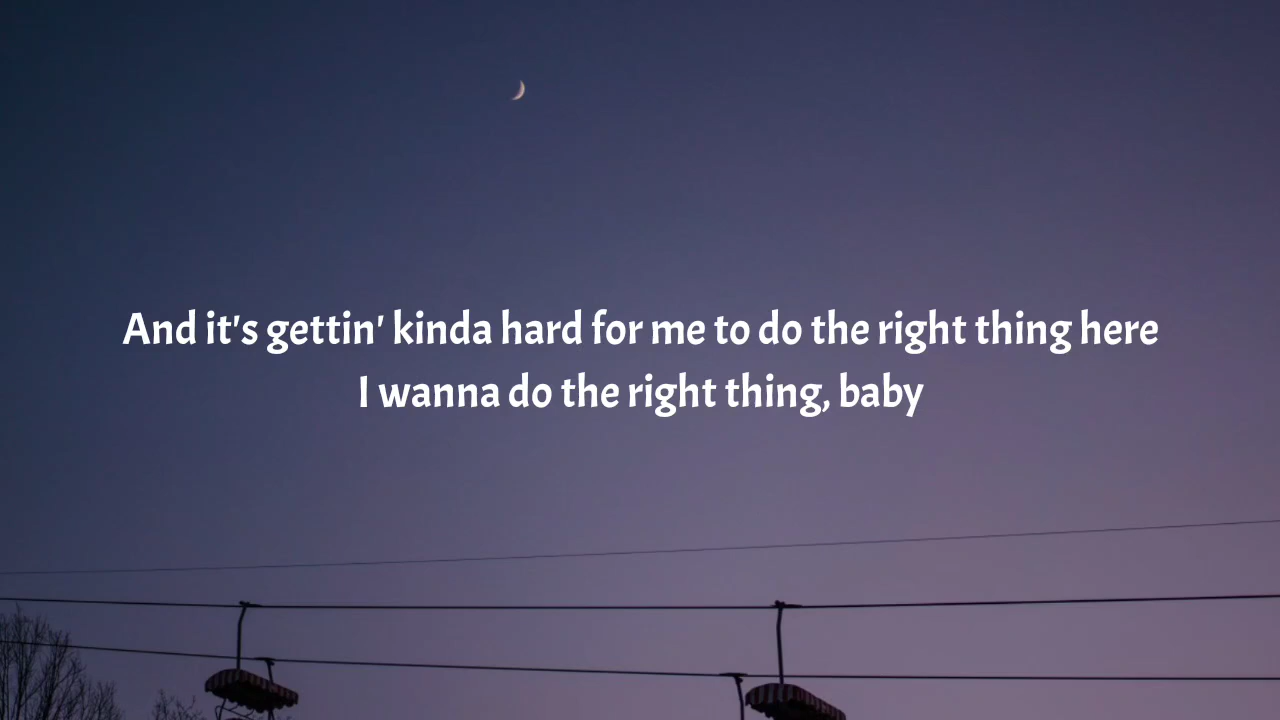 And it's gettin' kinda hard for me to do the right thing here
I wanna do the right thing, baby